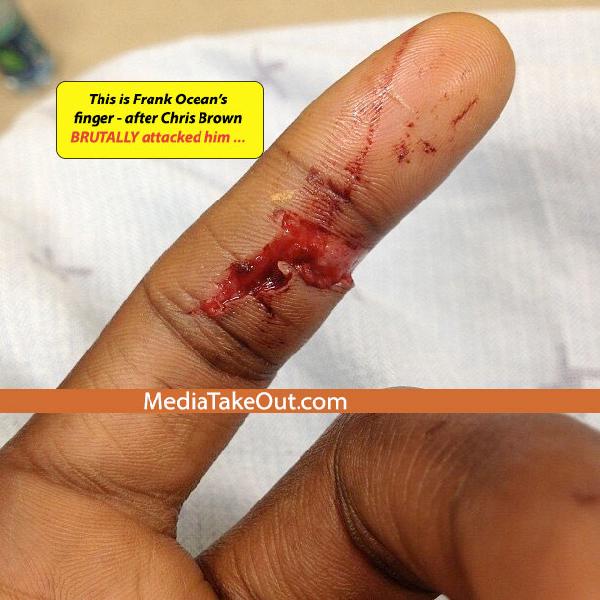 This is Frank Ocean's
finger - after Chris Brown
BRUTALLY attacked him ...
MediaTakeOut.com